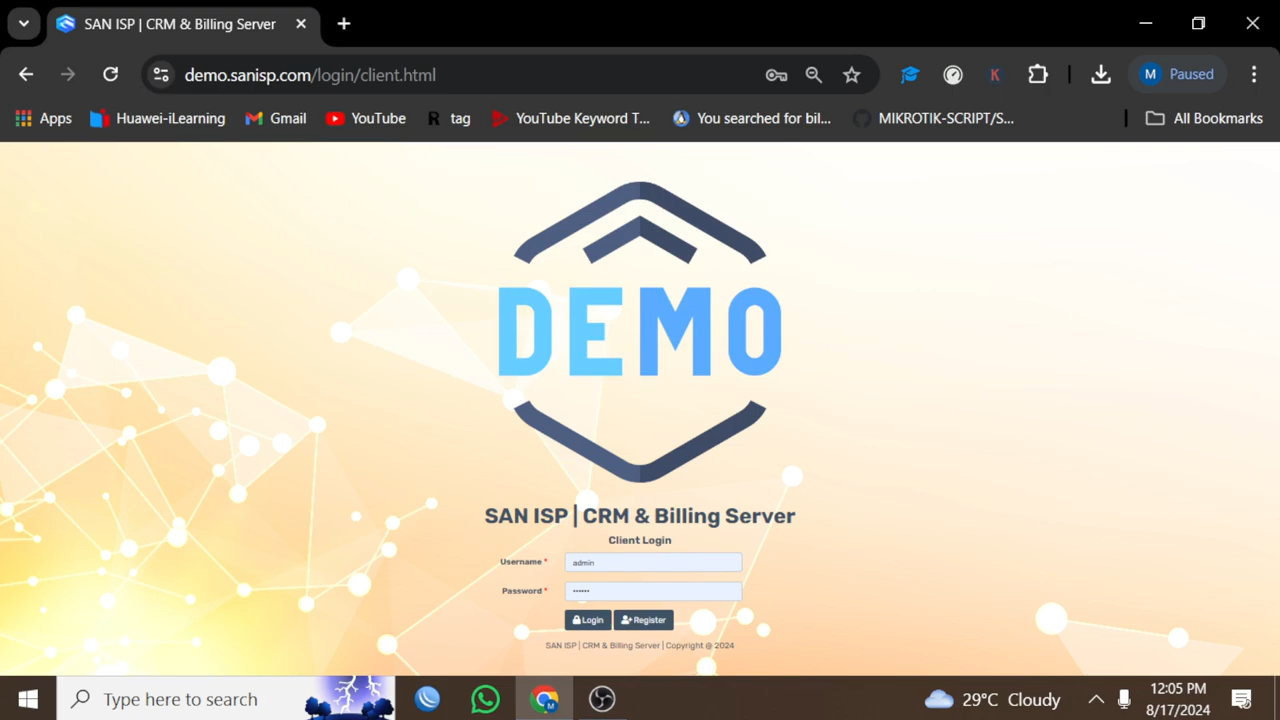 SAN ISP | CRM & Billing Server
demo.sanisp.com/login/client.html
K
M Paused
Apps
Huawei-iLearning
Gmail
YouTube
R tag
YouTube Keyword T...
You searched for bil...
MIKROTIK-SCRIPT/S...
All Bookmarks
DEMO
SAN ISP | CRM & Billing Server
Client Login
Username * admin
Password * ••••••
Login Register
SAN ISP | CRM & Billing Server | Copyright @ 2024
Type here to search
M
29°C Cloudy
12:05 PM
8/17/2024